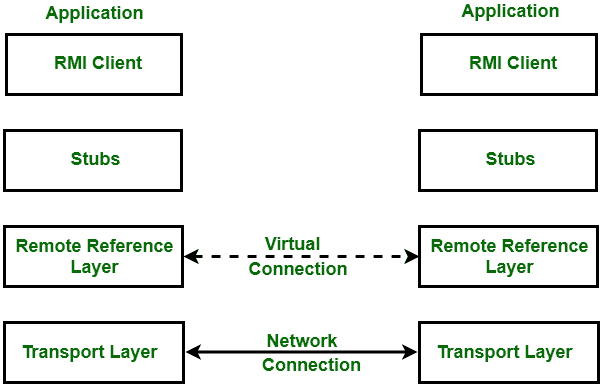 Application
Application
RMI Client
RMI Client
Stubs
Stubs
Remote Reference
Layer
Virtual
Connection
Remote Reference
Layer
Transport Layer
Network
Connection
Transport Layer